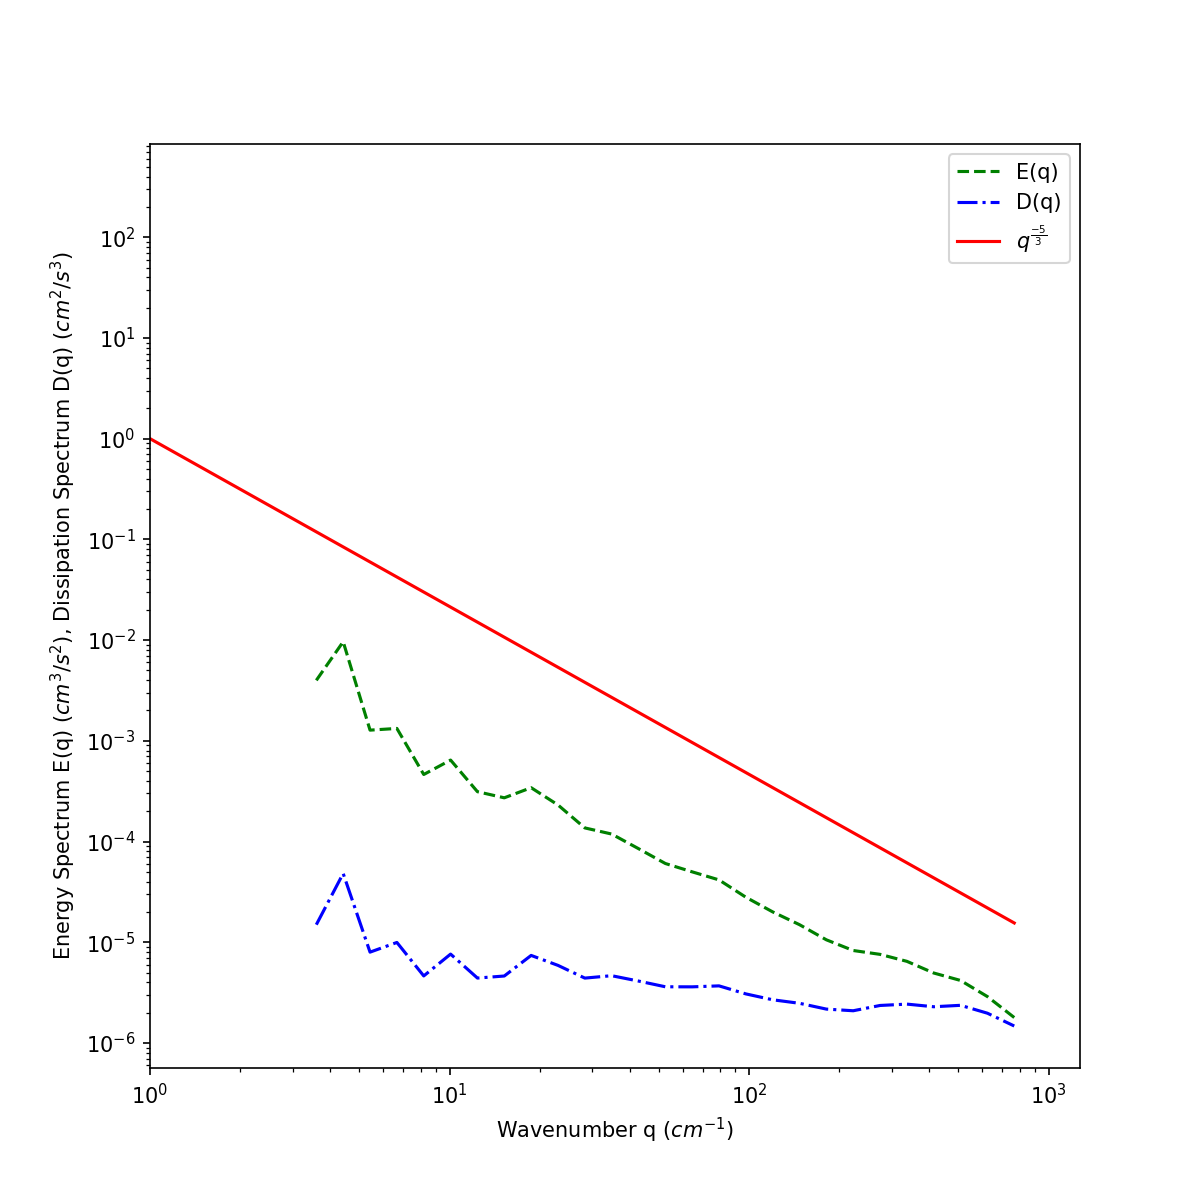 E(q)
D(q)
$q^{\frac{-5}{3}}$
Energy Spectrum E(q) ($cm^3/s^2$), Dissipation Spectrum D(q) ($cm^2/s^3$)
$10^2$
$10^1$
$10^0$
$10^{-1}$
$10^{-2}$
$10^{-3}$
$10^{-4}$
$10^{-5}$
$10^{-6}$
$10^0$ $10^1$ $10^2$ $10^3$
Wavenumber q ($cm^{-1}$)